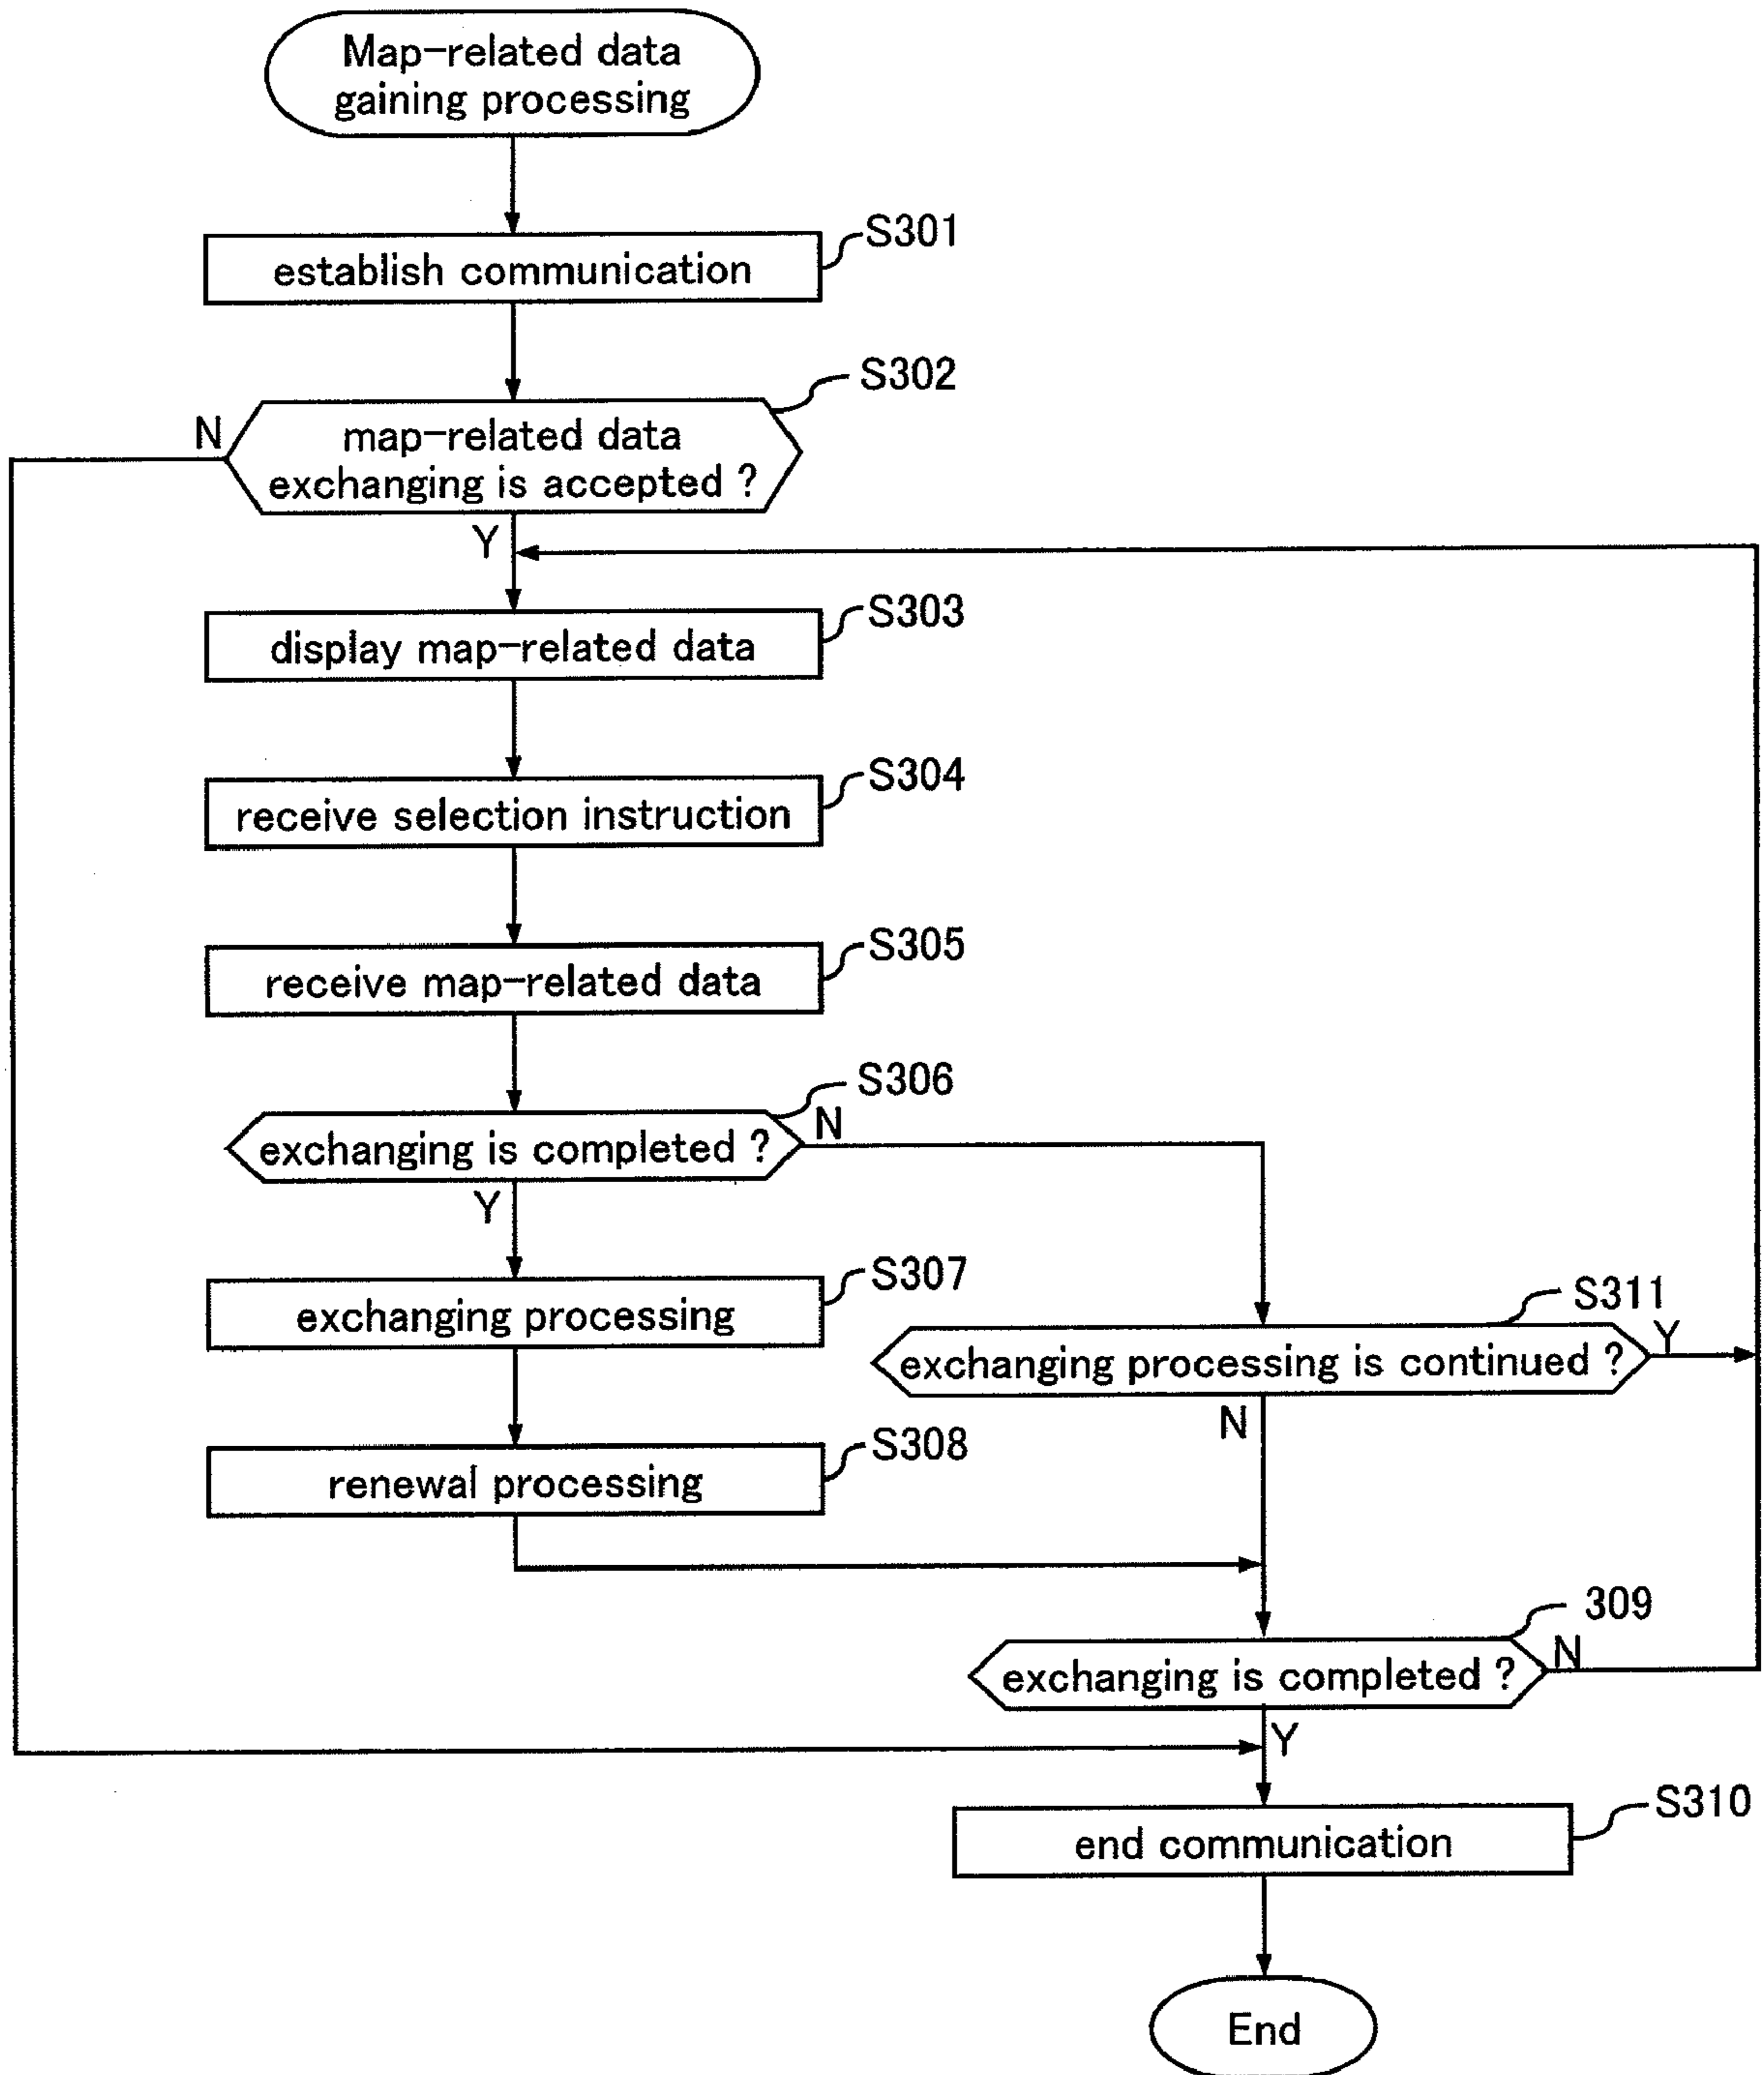 Map-related data
gaining processing
S301
establish communication
S302
N
map-related data
exchanging is accepted ?
Y
S303
display map-related data
S304
receive selection instruction
S305
receive map-related data
S306
exchanging is completed ?
N
Y
S307
exchanging processing
S311
exchanging processing is continued ?
Y
N
S308
renewal processing
309
exchanging is completed ?
N
Y
S310
end communication
End